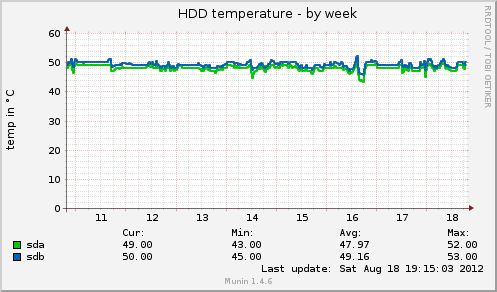 HDD temperature - by week
RRDTOOL / TOBI OETIKER
temp in °C
60
50
40
30
20
10
0
11 12 13 14 15 16 17 18
Cur: Min: Avg: Max:
sda 49.00 43.00 47.97 52.00
sdb 50.00 45.00 49.16 53.00
Last update: Sat Aug 18 19:15:03 2012
Munin 1.4.6